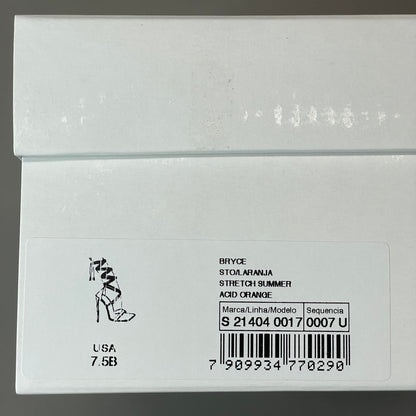 BRYCE
STO/LARANJA
STRETCH SUMMER
ACID ORANGE
Marca/Linha/Modelo Sequencia
S 21404 0017 0007 U
USA
7.5B
7 909934 770290